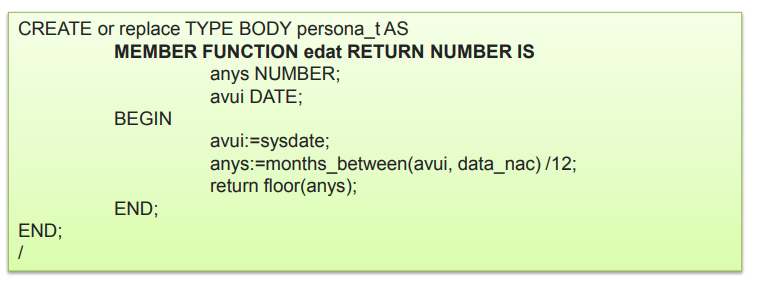 CREATE or replace TYPE BODY persona_t AS
MEMBER FUNCTION edat RETURN NUMBER IS
anys NUMBER;
avui DATE;
BEGIN
avui:=sysdate;
anys:=months_between(avui, data_nac) /12;
return floor(anys);
END;
END;
/